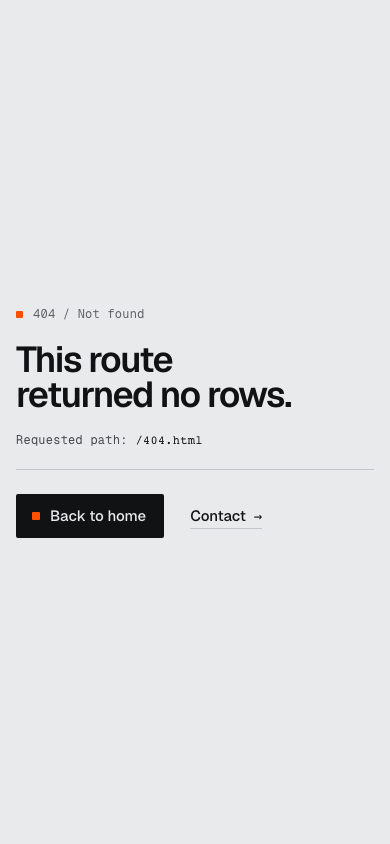 404 / Not found
This route
returned no rows.
Requested path: /404.html
Back to home
Contact →